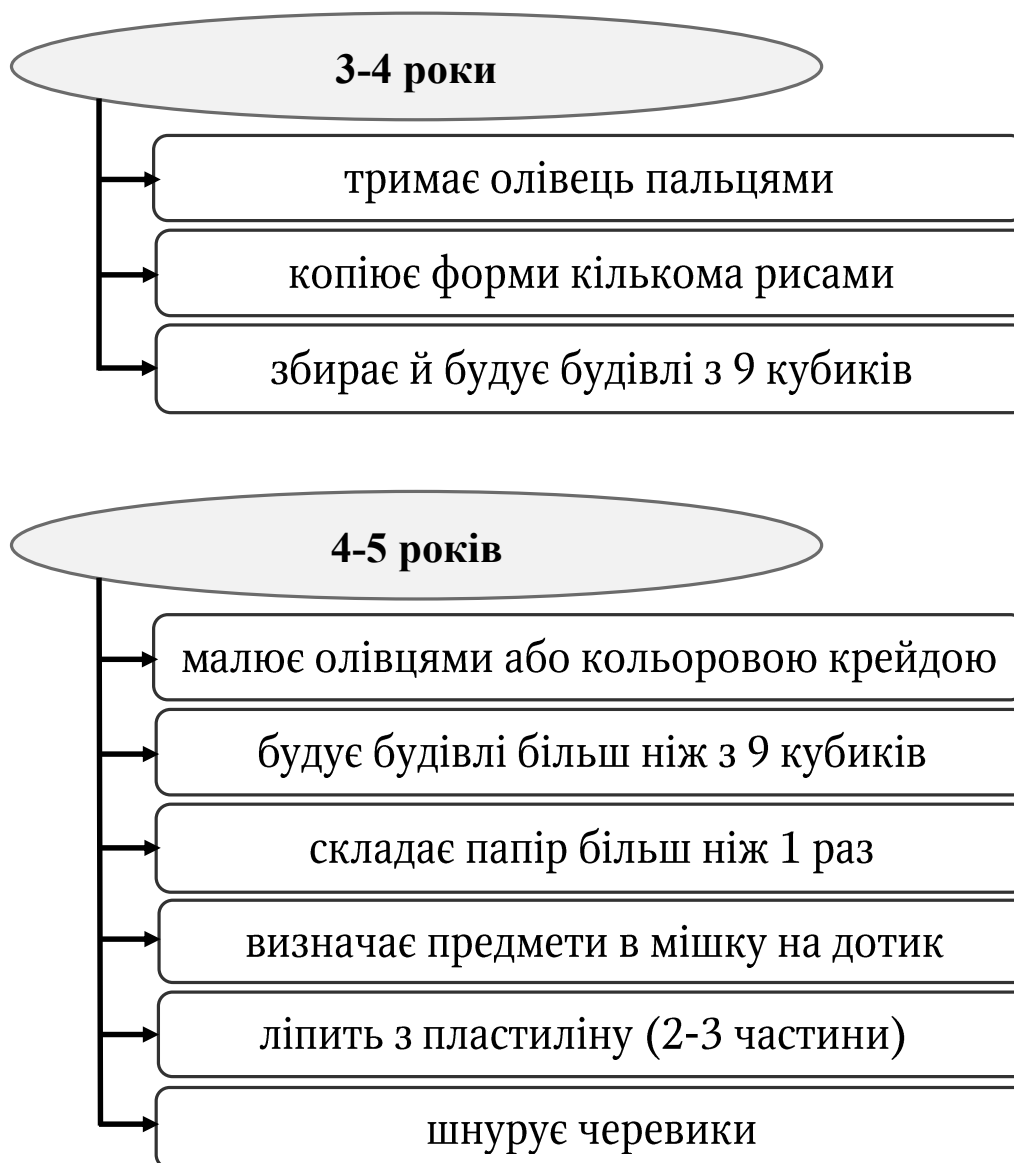 3-4 роки
тримає олівець пальцями
копіює форми кількома рисами
збирає й будує будівлі з 9 кубиків
4-5 років
малює олівцями або кольоровою крейдою
будує будівлі більш ніж з 9 кубиків
складає папір більш ніж 1 раз
визначає предмети в мішку на дотик
ліпить з пластиліну (2-3 частини)
шнурує черевики